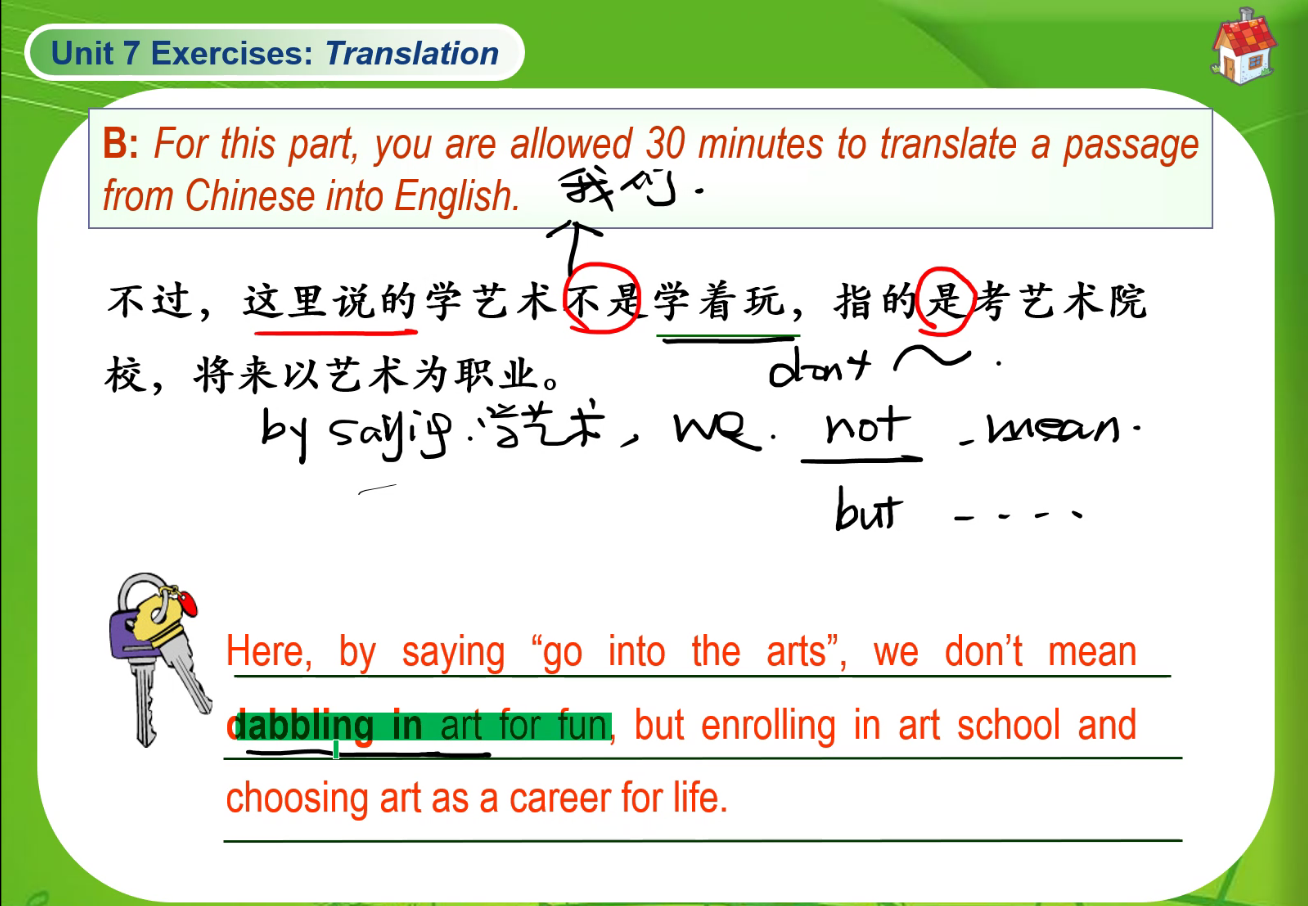 Unit 7 Exercises: Translation
B: For this part, you are allowed 30 minutes to translate a passage
from Chinese into English.
我们.
不过，这里说的学艺术不是学着玩，指的是考艺术院
校，将来以艺术为职业。
don't
by saying 学艺术, we. not mean.
but
Here, by saying “go into the arts”, we don’t mean
dabbling in art for fun, but enrolling in art school and
choosing art as a career for life.